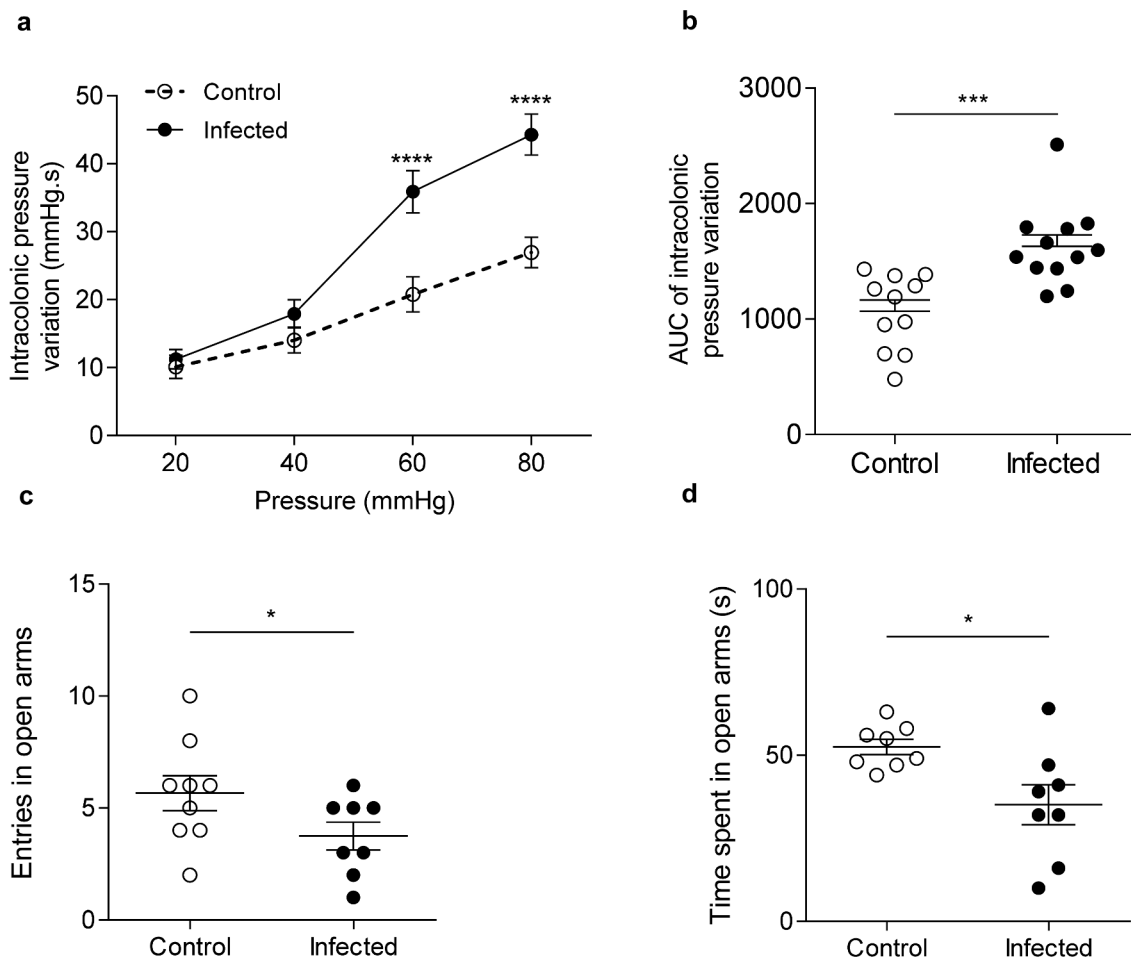 a
Control
Infected
50
40
30
20
10
0
****
****
Intracolonic pressure
variation (mmHg.s)
20 40 60 80
Pressure (mmHg)
b
3000
2000
1000
0
***
AUC of intracolonic
pressure variation
Control Infected
c
15
10
5
0
*
Entries in open arms
Control Infected
d
100
50
0
*
Time spent in open arms (s)
Control Infected